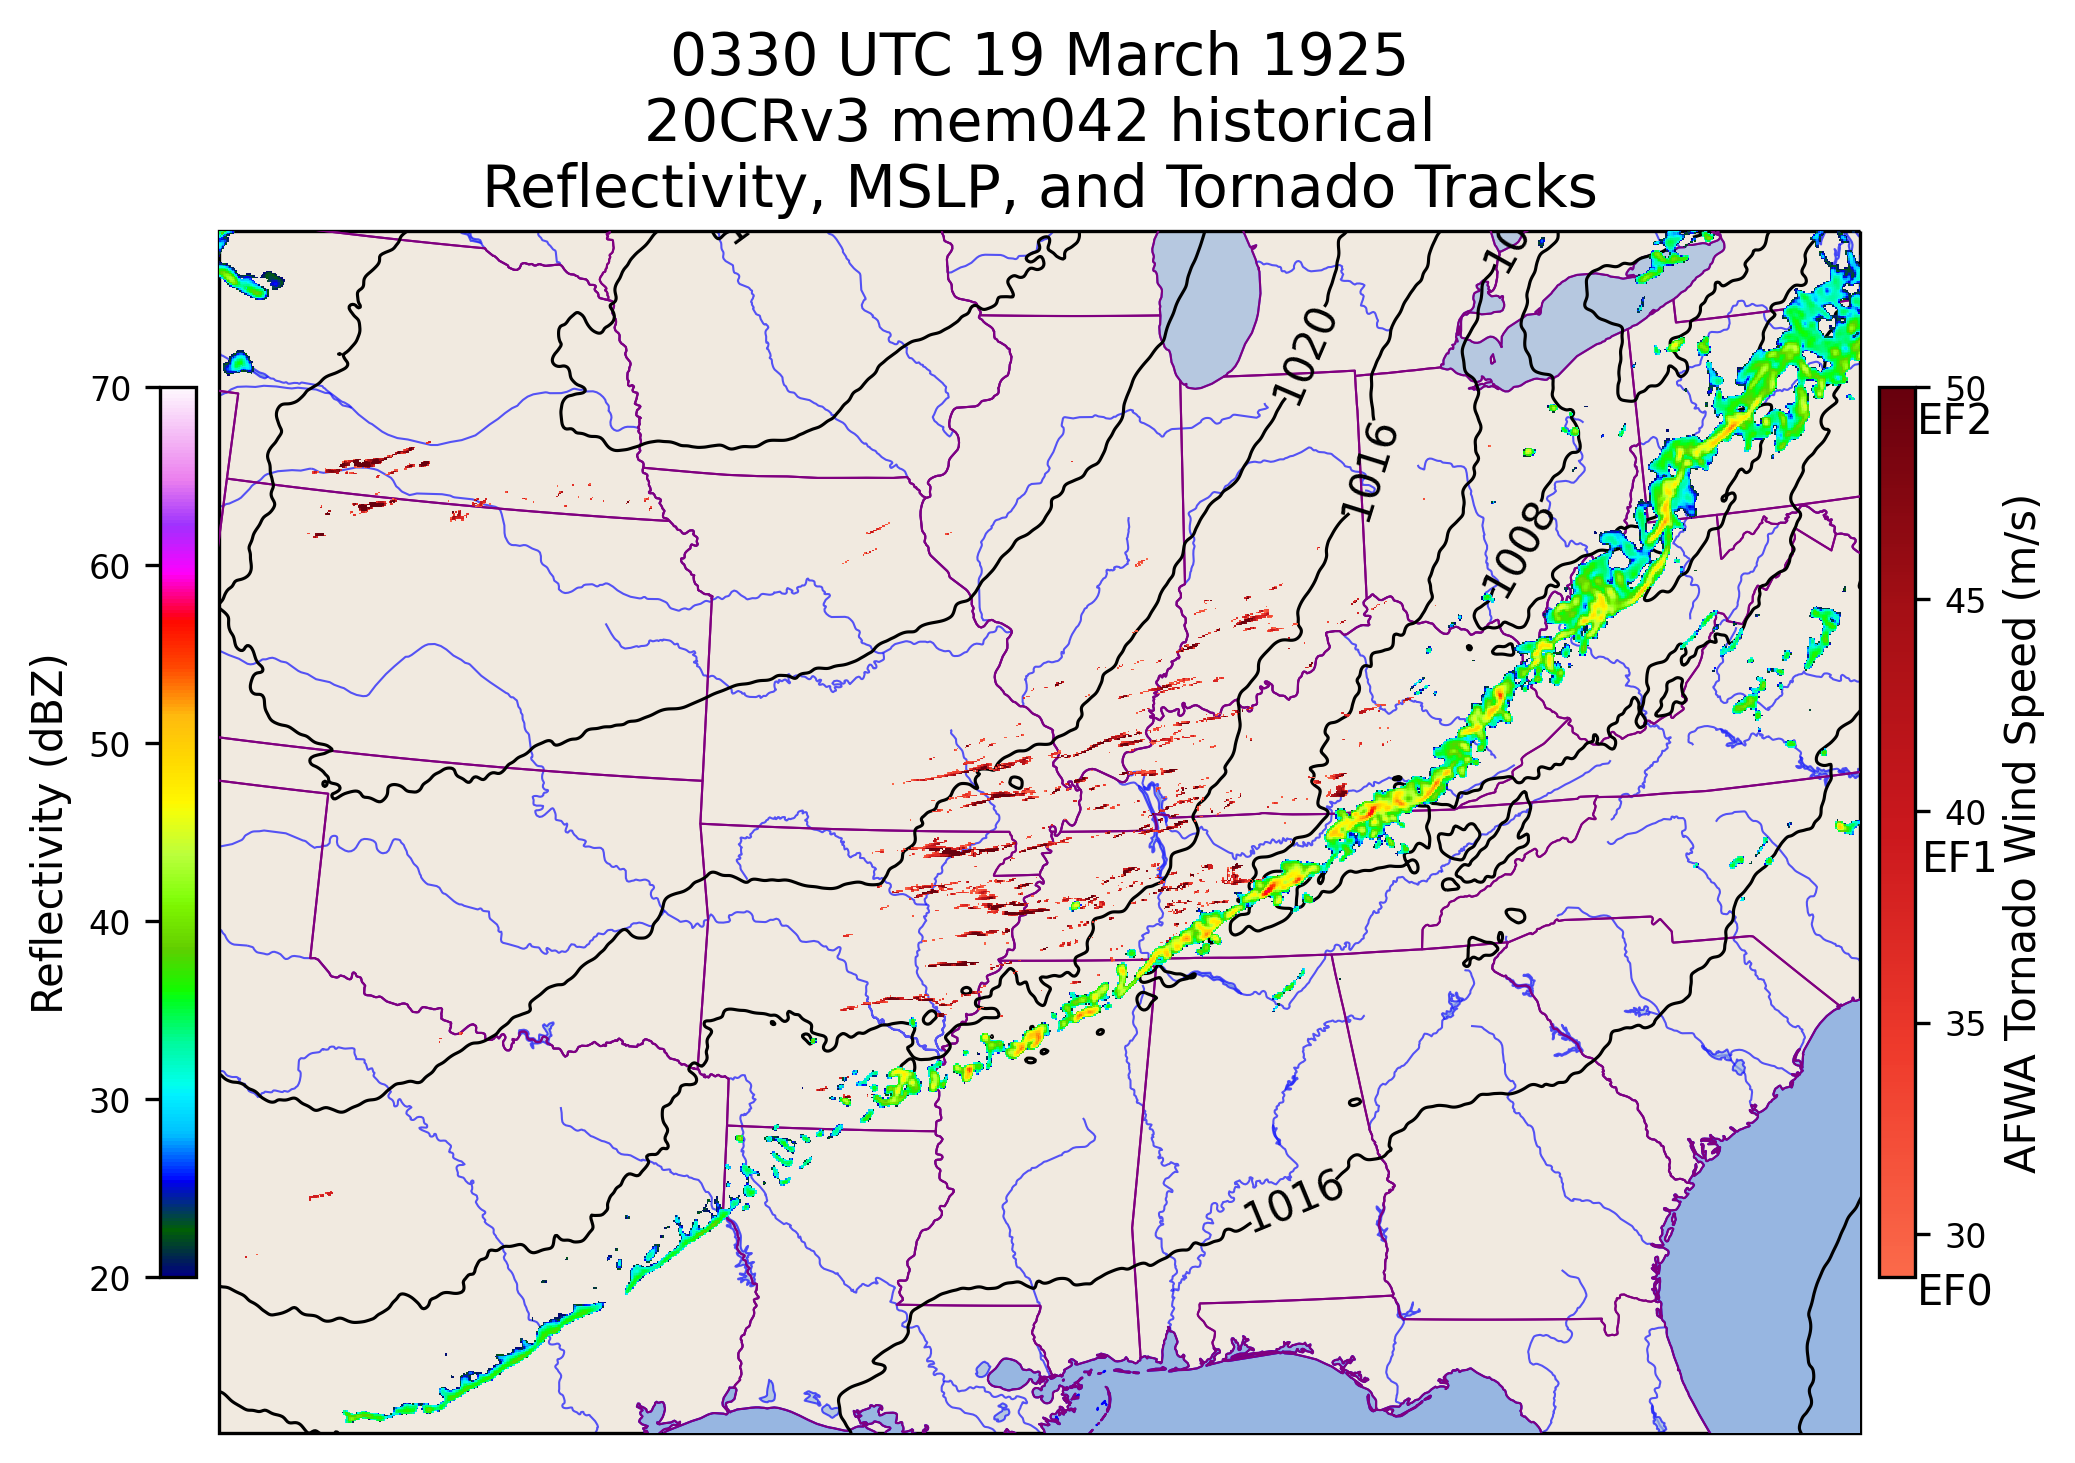 0330 UTC 19 March 1925
20CRv3 mem042 historical
Reflectivity, MSLP, and Tornado Tracks
70
60
50
40
30
20
Reflectivity (dBZ)
1020
1016
1008
1016
10
50
EF2
45
40
EF1
35
30
EF0
AFWA Tornado Wind Speed (m/s)